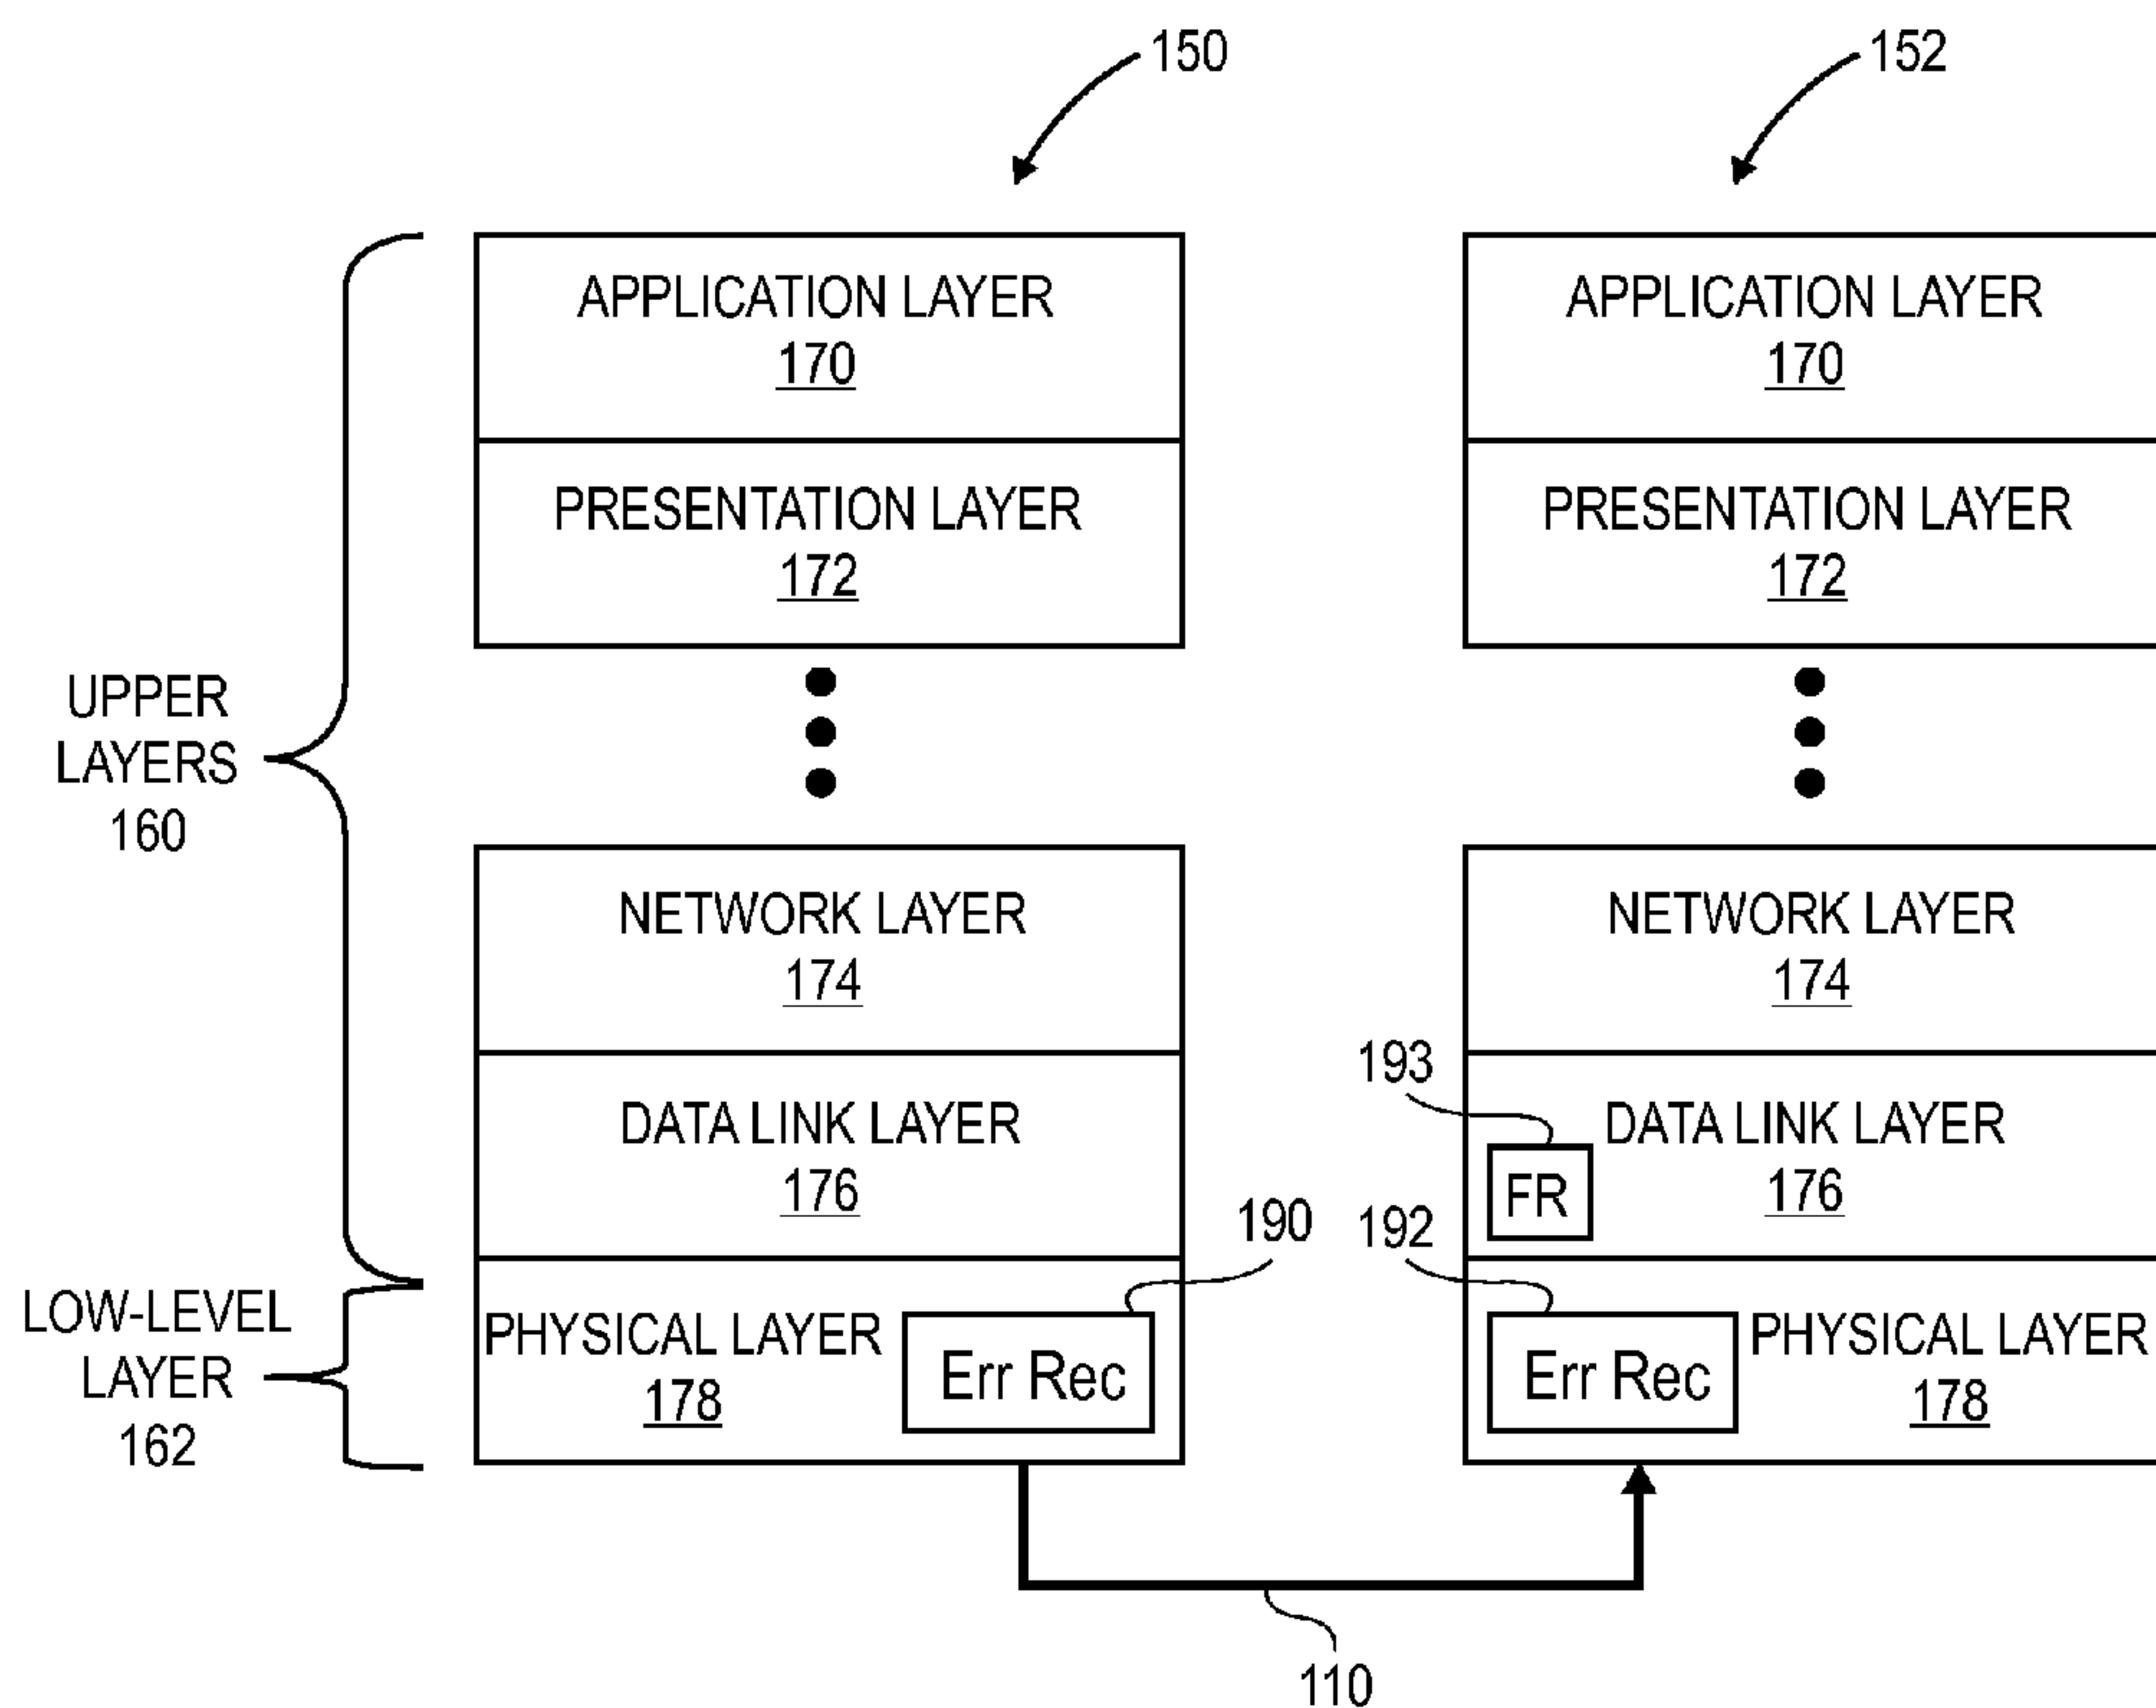 150
152
APPLICATION LAYER
170
APPLICATION LAYER
170
PRESENTATION LAYER
172
PRESENTATION LAYER
172
UPPER
LAYERS
160
NETWORK LAYER
174
NETWORK LAYER
174
193
DATA LINK LAYER
176
DATA LINK LAYER
176
FR
190
192
LOW-LEVEL
LAYER
162
PHYSICAL LAYER
178
Err Rec
Err Rec
PHYSICAL LAYER
178
110